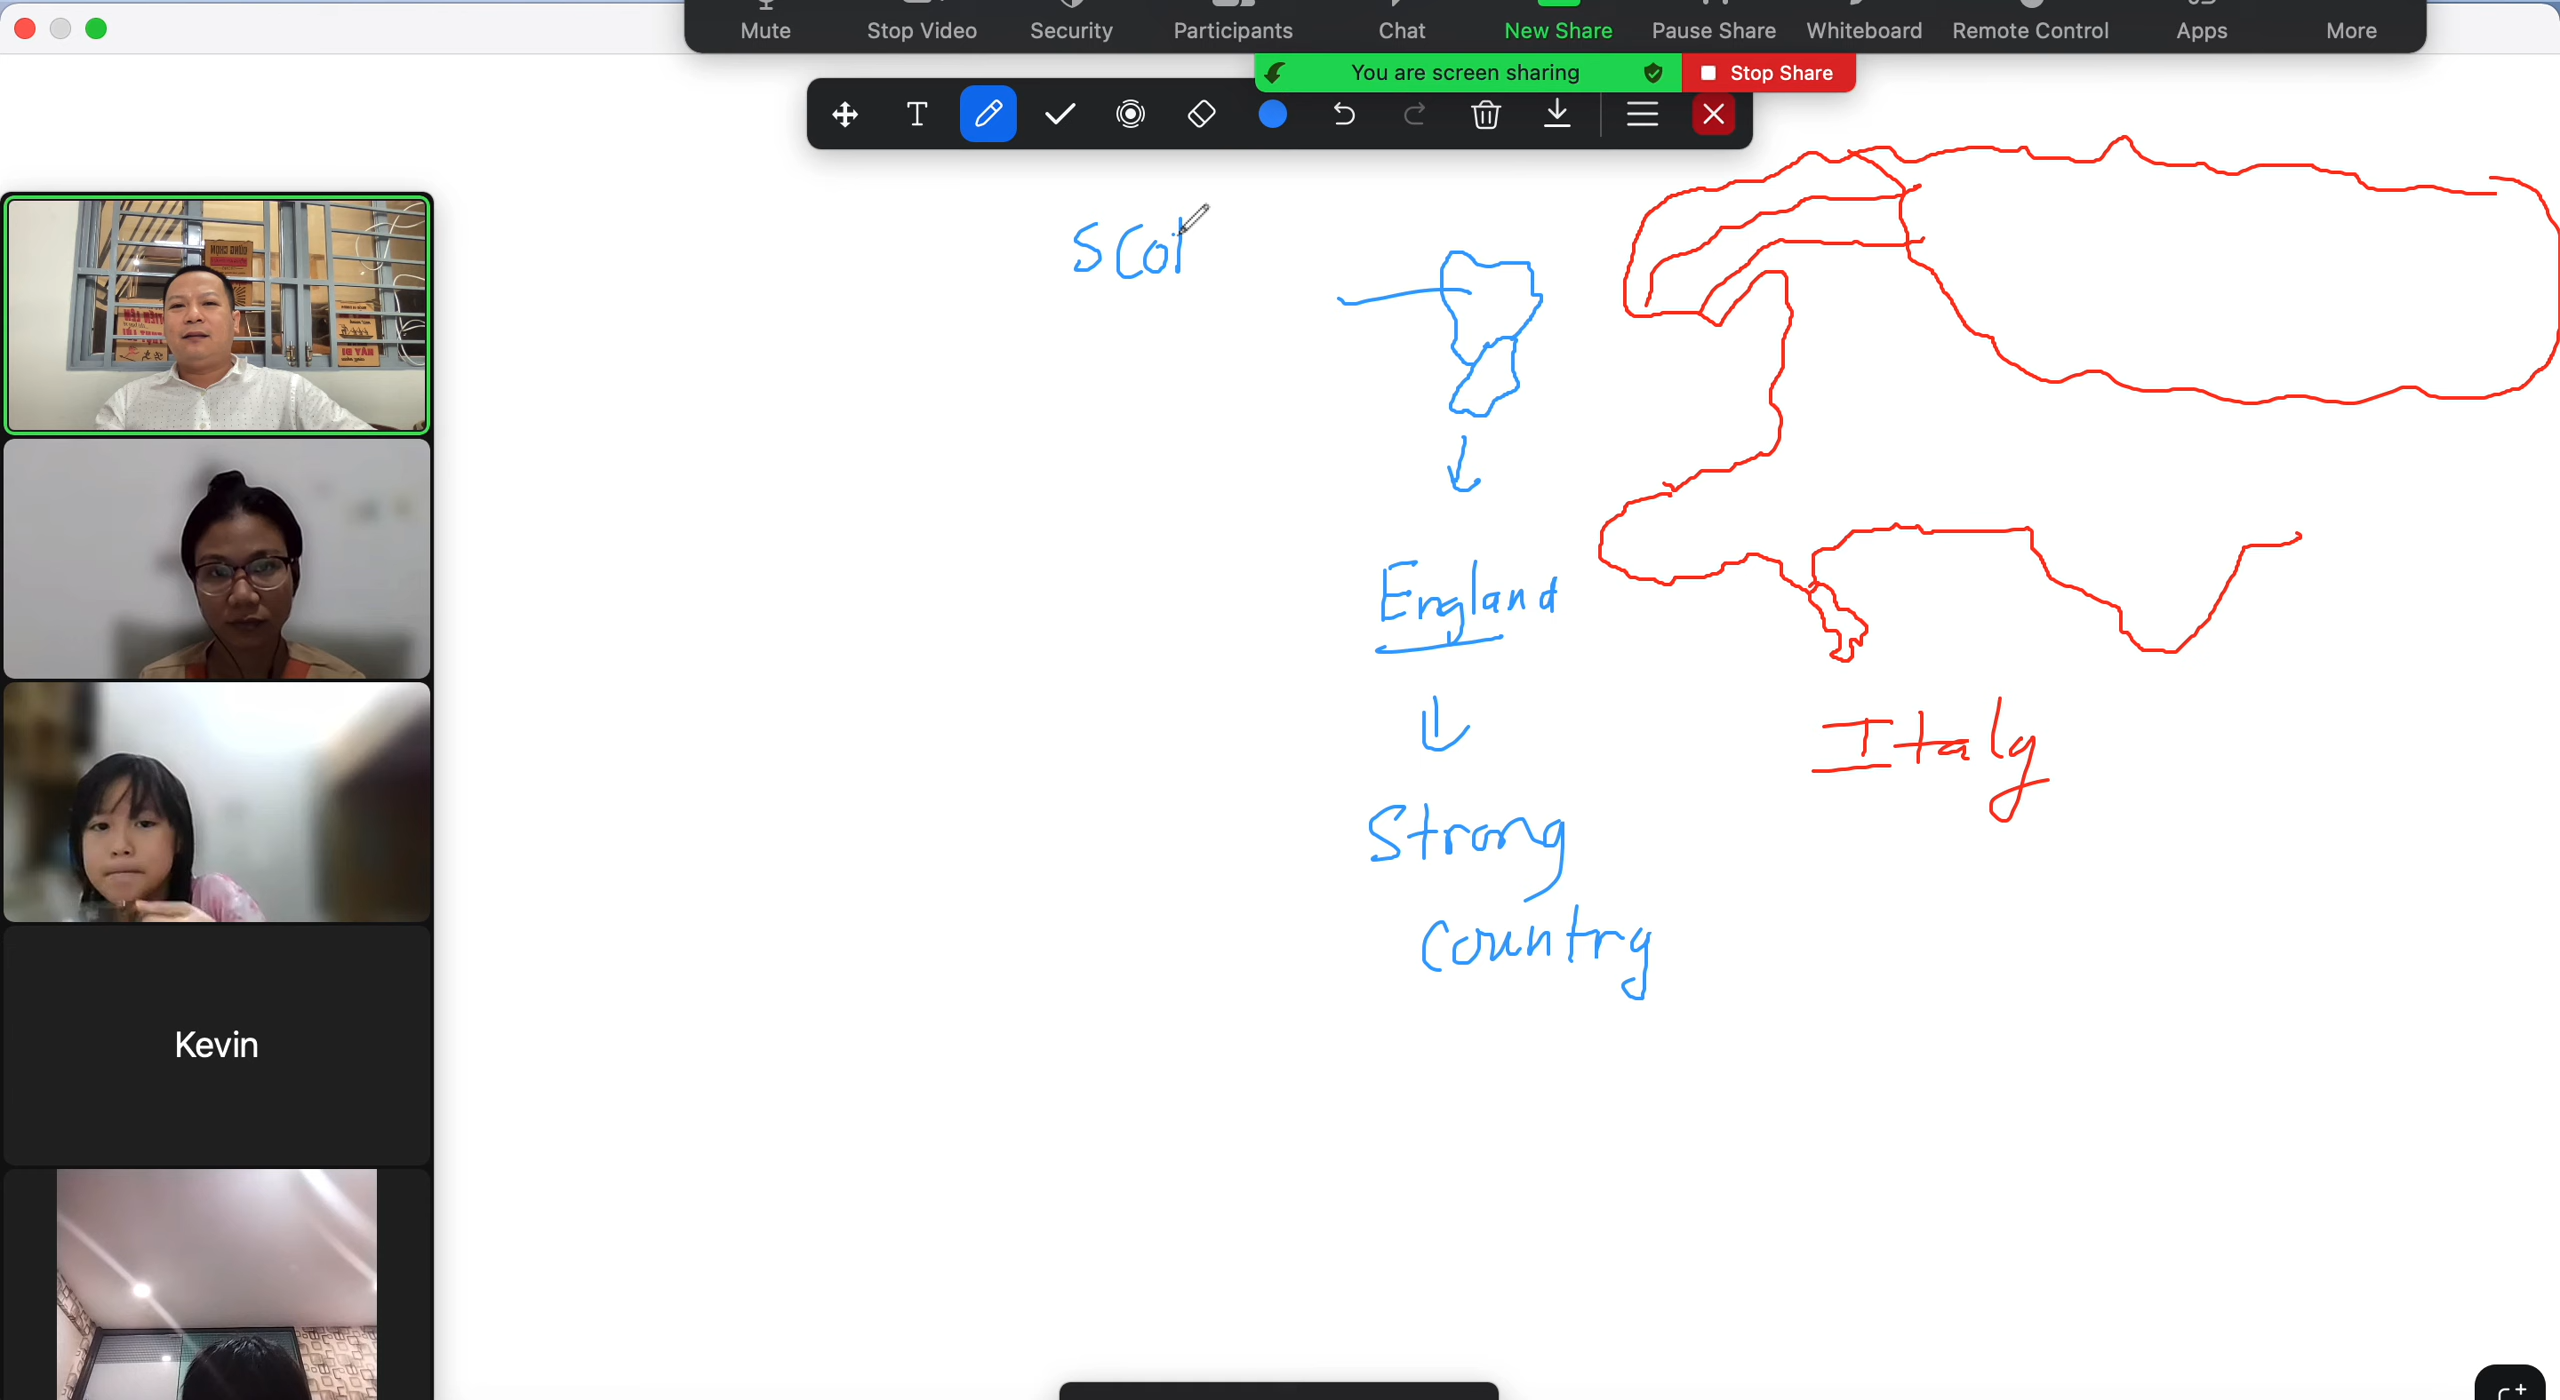 Mute Stop Video Security Participants Chat New Share Pause Share Whiteboard Remote Control Apps More
You are screen sharing Stop Share
T
Scot
England
Strong
country
Italy
Kevin